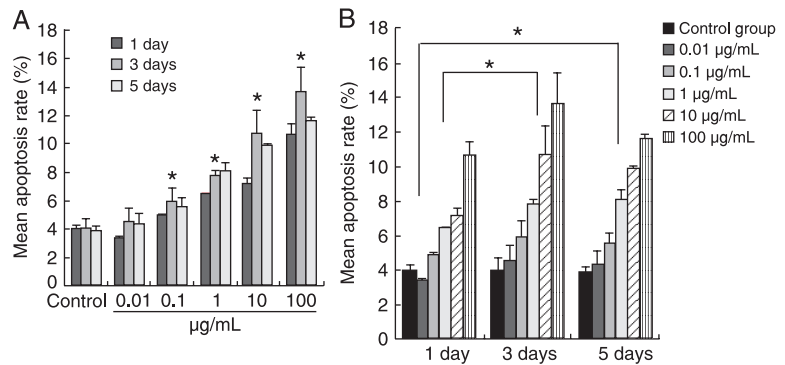 A
Mean apoptosis rate (%)
18
16
14
12
10
8
6
4
2
0
1 day
3 days
5 days
*
*
*
*
Control 0.01 0.1 1 10 100
µg/mL
B
Mean apoptosis rate (%)
18
16
14
12
10
8
6
4
2
0
*
*
1 day 3 days 5 days
Control group
0.01 µg/mL
0.1 µg/mL
1 µg/mL
10 µg/mL
100 µg/mL